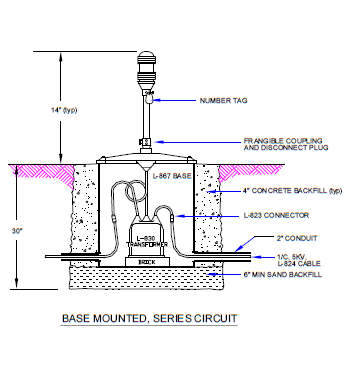 14" (typ)
NUMBER TAG
FRANGIBLE COUPLING
AND DISCONNECT PLUG
L-867 BASE
4" CONCRETE BACKFILL (typ)
30"
L-823 CONNECTOR
2" CONDUIT
L-830
TRANSFORMER
1/C, 5KV,
L-824 CABLE
BRICK
6" MIN SAND BACKFILL
BASE MOUNTED, SERIES CIRCUIT